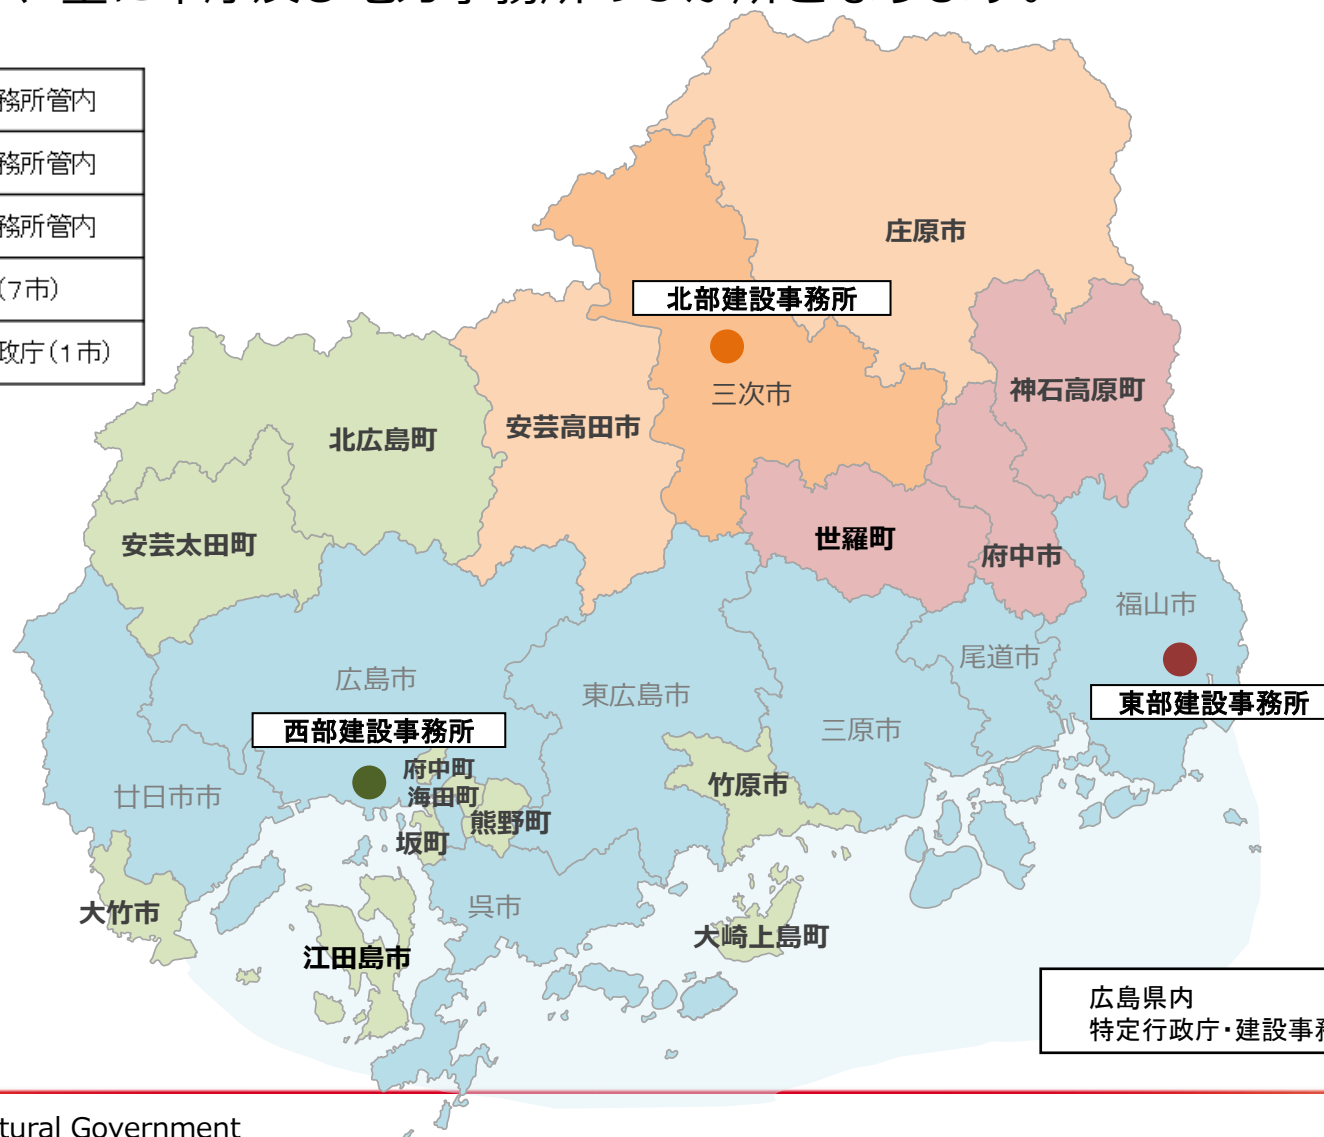 務所管内
務所管内
務所管内
(7市)
政庁(1市)
庄原市
北部建設事務所
三次市
神石高原町
北広島町
安芸高田市
安芸太田町
世羅町
府中市
福山市
広島市
尾道市
東広島市
東部建設事務所
西部建設事務所
三原市
府中町
海田町
竹原市
廿日市市
熊野町
坂町
大竹市
呉市
大崎上島町
江田島市
広島県内
特定行政庁・建設事務
tural Government